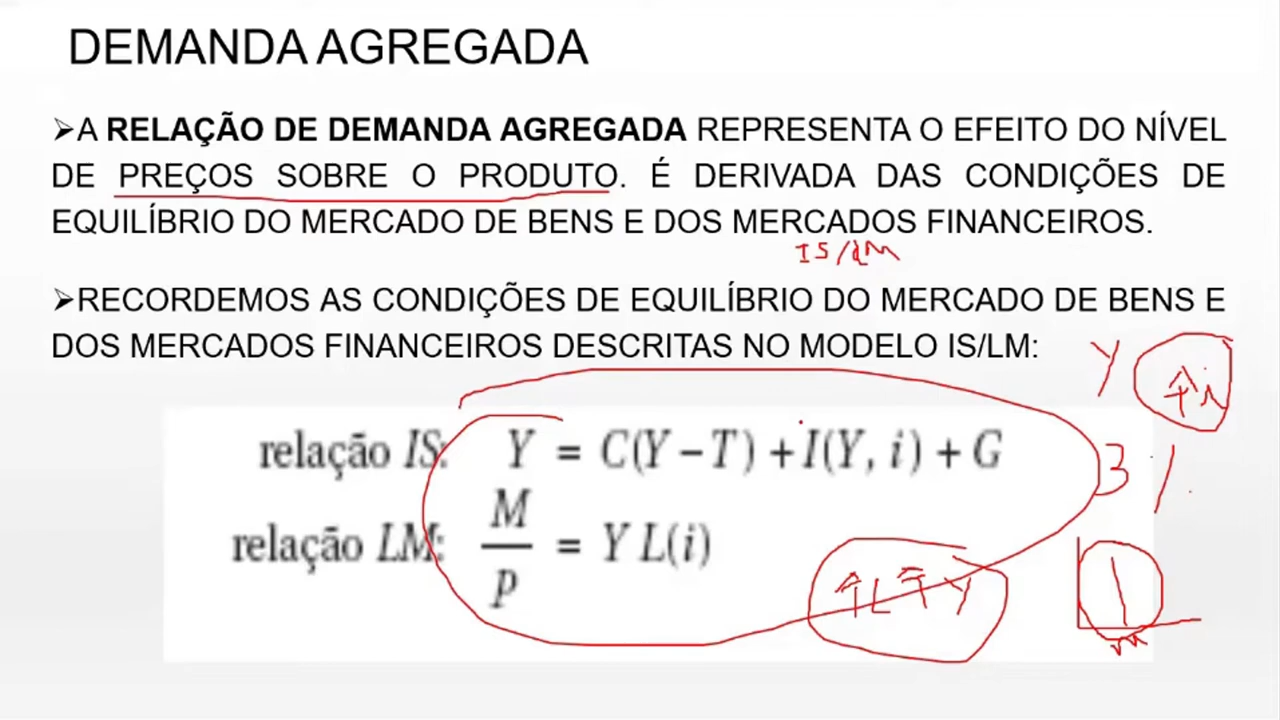 DEMANDA AGREGADA
➢A RELAÇÃO DE DEMANDA AGREGADA REPRESENTA O EFEITO DO NÍVEL
DE PREÇOS SOBRE O PRODUTO. É DERIVADA DAS CONDIÇÕES DE
EQUILÍBRIO DO MERCADO DE BENS E DOS MERCADOS FINANCEIROS.
IS/LM
➢RECORDEMOS AS CONDIÇÕES DE EQUILÍBRIO DO MERCADO DE BENS E
DOS MERCADOS FINANCEIROS DESCRITAS NO MODELO IS/LM:
Y ↑i
relação IS: Y = C(Y − T) + I(Y, i) + G
3
relação LM: M/P = Y L(i)